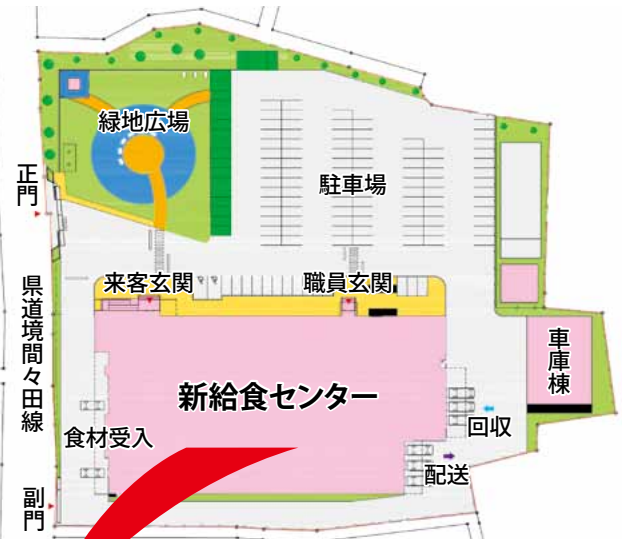 緑地広場
駐車場
正門
来客玄関
職員玄関
県道境間々田線
車庫棟
新給食センター
食材受入
回収
配送
副門